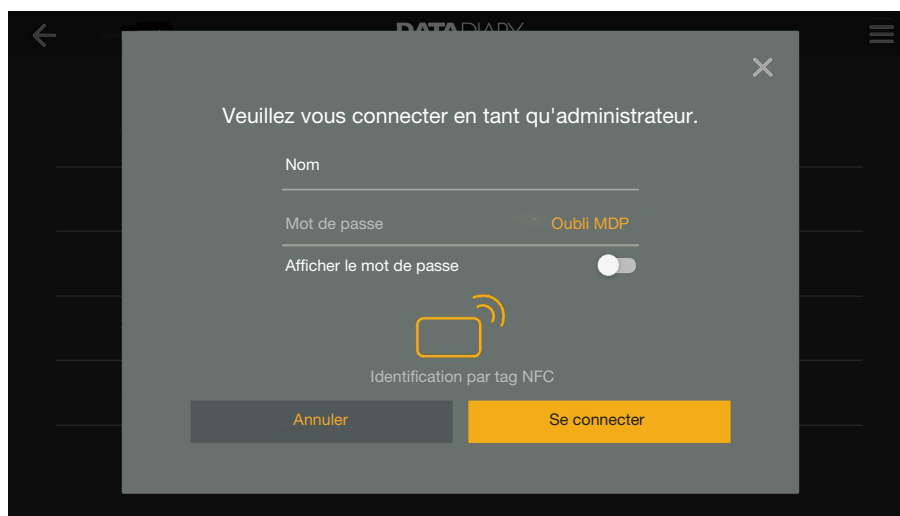 DATADIARY
Veuillez vous connecter en tant qu'administrateur.
Nom
Mot de passe Oubli MDP
Afficher le mot de passe
Identification par tag NFC
Annuler Se connecter